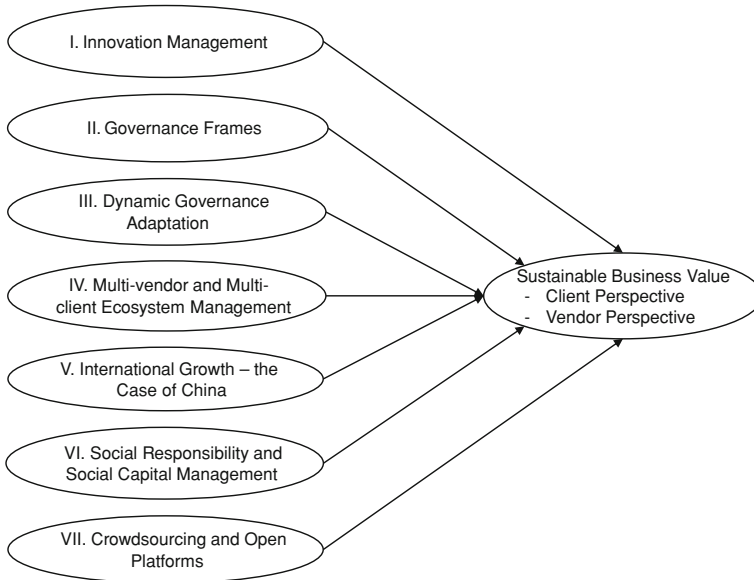 I. Innovation Management
II. Governance Frames
III. Dynamic Governance
Adaptation
IV. Multi-vendor and Multi-
client Ecosystem Management
V. International Growth – the
Case of China
VI. Social Responsibility and
Social Capital Management
VII. Crowdsourcing and Open
Platforms
Sustainable Business Value
- Client Perspective
- Vendor Perspective